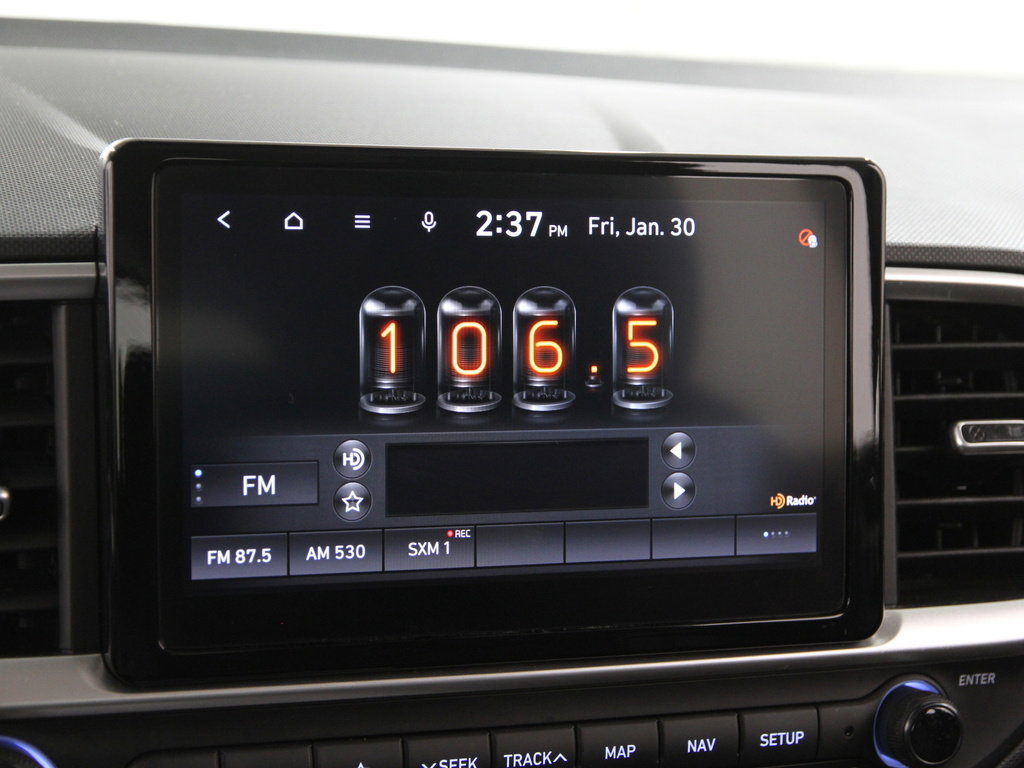 2:37 PM Fri, Jan. 30
106.5
HD
FM
HD Radio
REC
FM 87.5 AM 530 SXM 1
ENTER
SEEK TRACK MAP NAV SETUP